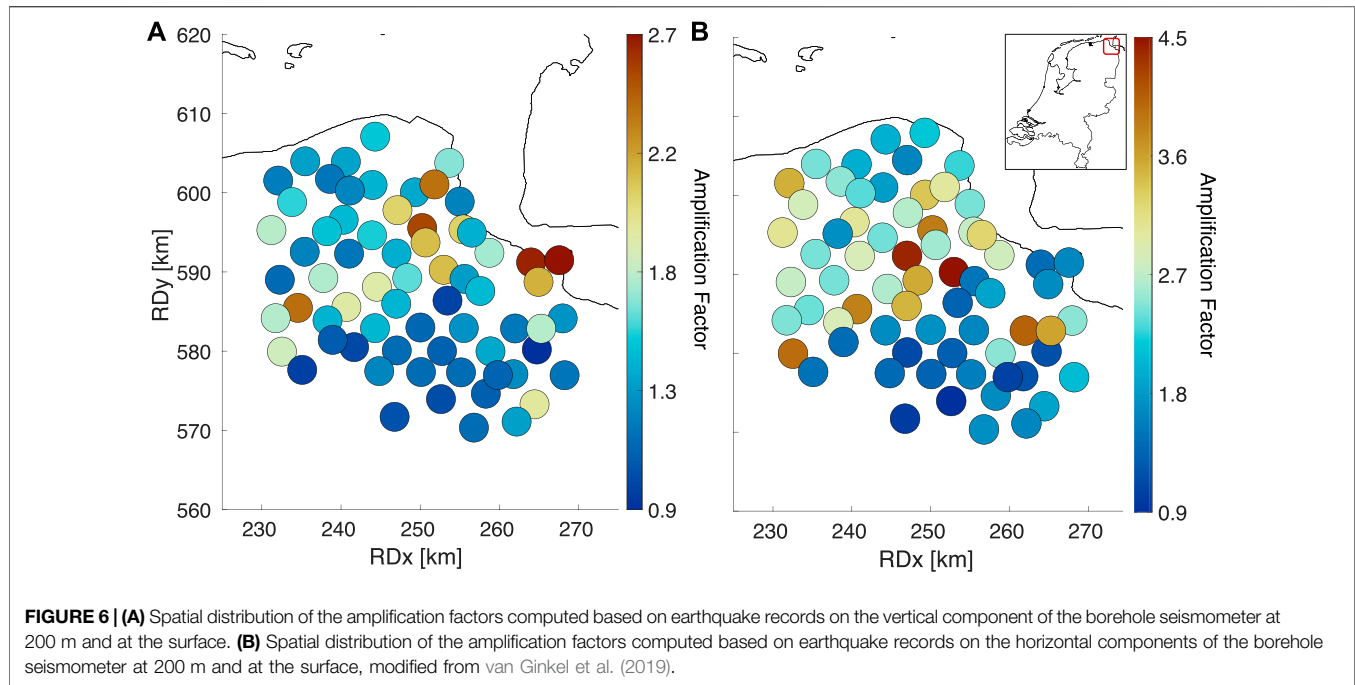 A
620
610
600
590
580
570
560
230
240
250
260
270
RDy [km]
RDx [km]
2.7
2.2
1.8
1.3
0.9
Amplification Factor
B
230
240
250
260
270
RDx [km]
4.5
3.6
2.7
1.8
0.9
Amplification Factor
FIGURE 6 | (A) Spatial distribution of the amplification factors computed based on earthquake records on the vertical component of the borehole seismometer at
200 m and at the surface. (B) Spatial distribution of the amplification factors computed based on earthquake records on the horizontal components of the borehole
seismometer at 200 m and at the surface, modified from van Ginkel et al. (2019).